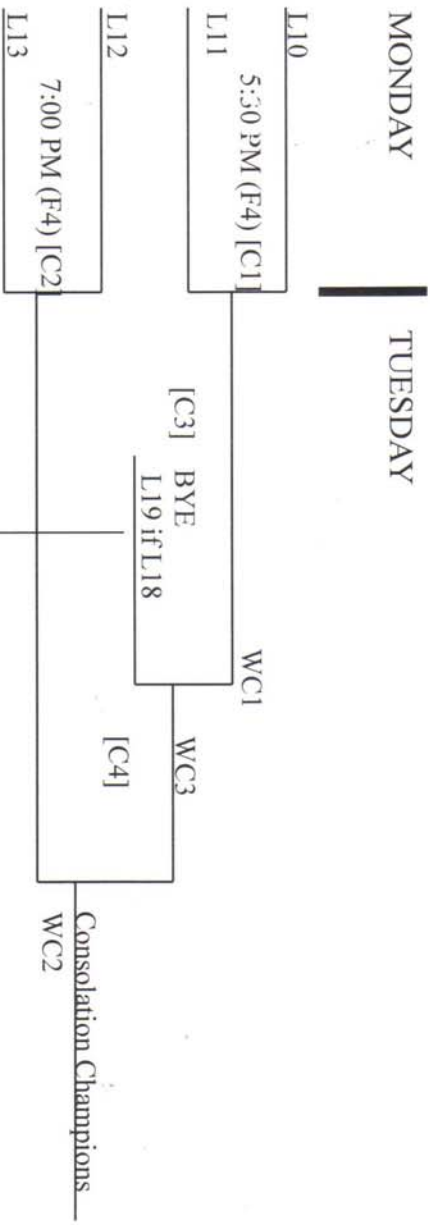 MONDAY
TUESDAY
L10
5:30 PM (F4) [C1]
L11
WC1
[C3] BYE
L19 if L18
WC3
L12
[C4]
7:00 PM (F4) [C2]
Consolation Champions
WC2
L13